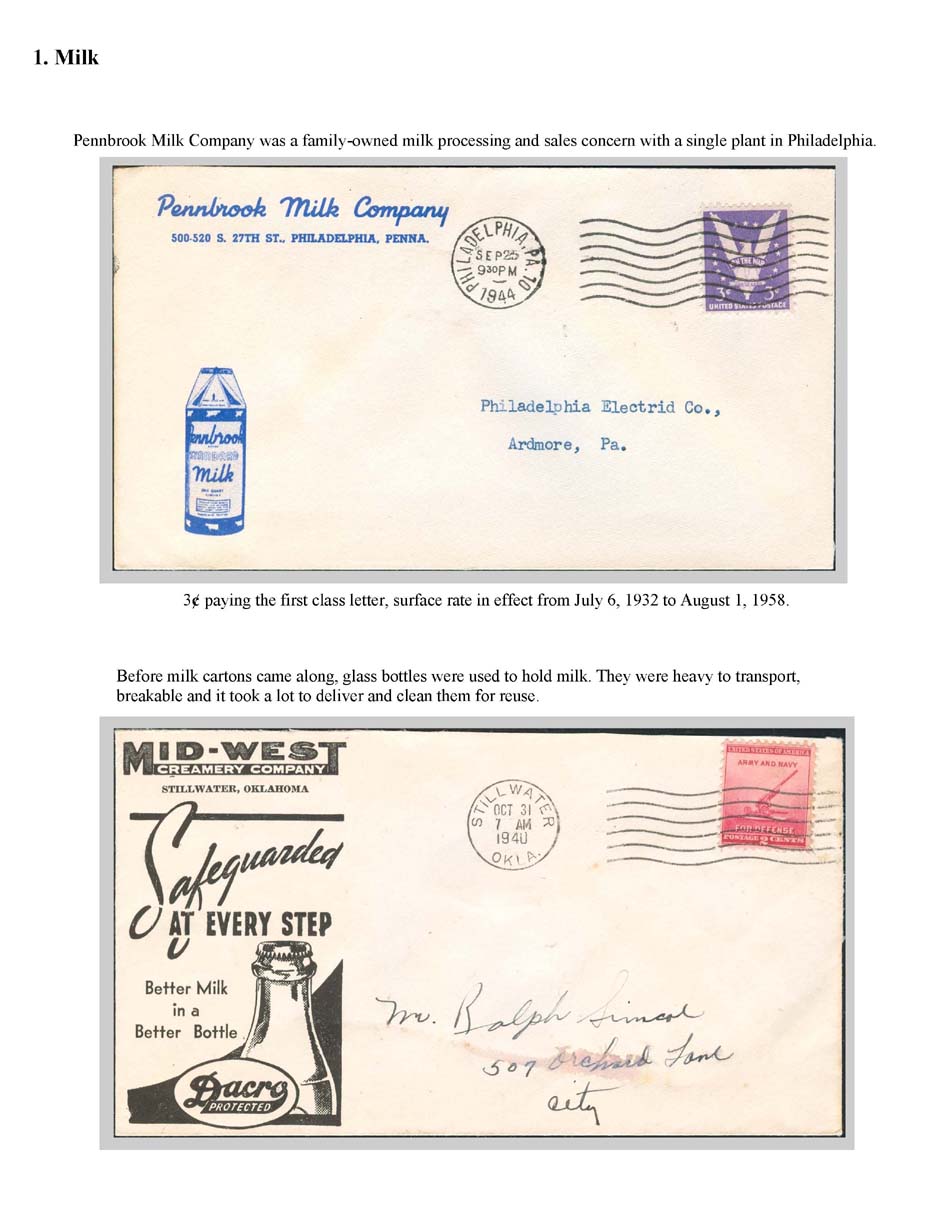 1. Milk
Pennbrook Milk Company was a family-owned milk processing and sales concern with a single plant in Philadelphia.
Pennbrook Milk Company
500-520 S. 27TH ST., PHILADELPHIA, PENNA.
PHILADELPHIA, PA. 10
SEP 25
9 30 PM
1944
3¢ 3¢
UNITED STATES POSTAGE
Philadelphia Electrid Co.,
Ardmore, Pa.
Pennbrook
STANDARD
Milk
3¢ paying the first class letter, surface rate in effect from July 6, 1932 to August 1, 1958.
Before milk cartons came along, glass bottles were used to hold milk. They were heavy to transport,
breakable and it took a lot to deliver and clean them for reuse.
MID-WEST
CREAMERY COMPANY
STILLWATER, OKLAHOMA
STILLWATER
OCT 31
7 AM
1940
OKLA.
UNITED STATES OF AMERICA
ARMY AND NAVY
FOR DEFENSE
POSTAGE 2 CENTS
Safeguarded
AT EVERY STEP
Better Milk
in a
Better Bottle
Dacro
PROTECTED
Mr. Ralph
507 Orchard Lane
City